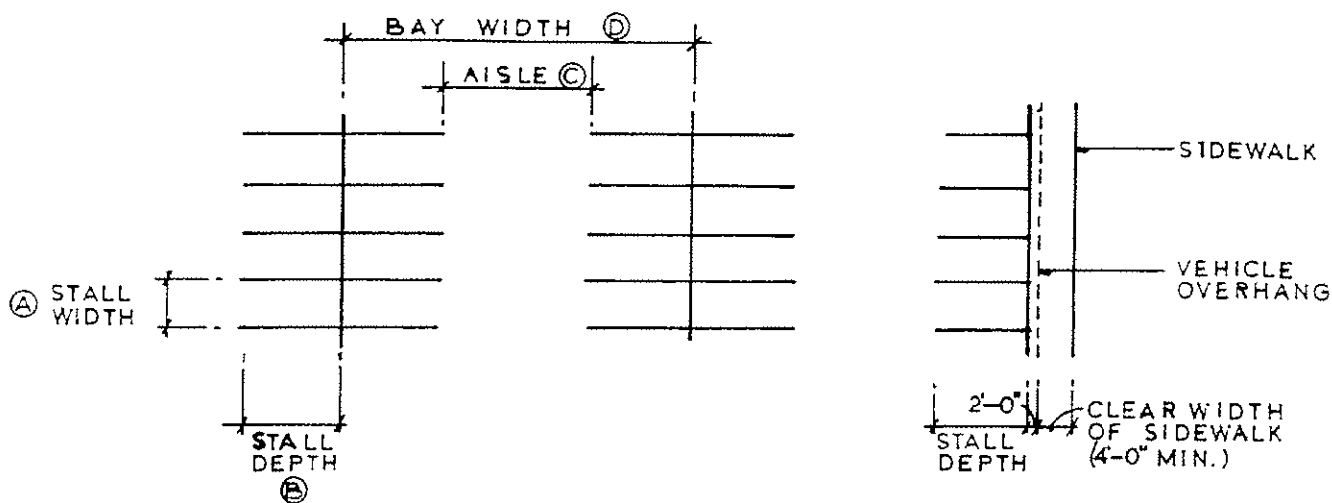 BAY WIDTH Ⓓ
AISLE Ⓒ
SIDEWALK
VEHICLE
OVERHANG
Ⓐ STALL
WIDTH
STALL
DEPTH
Ⓑ
2'-0"
STALL
DEPTH
CLEAR WIDTH
OF SIDEWALK
(4'-0" MIN.)